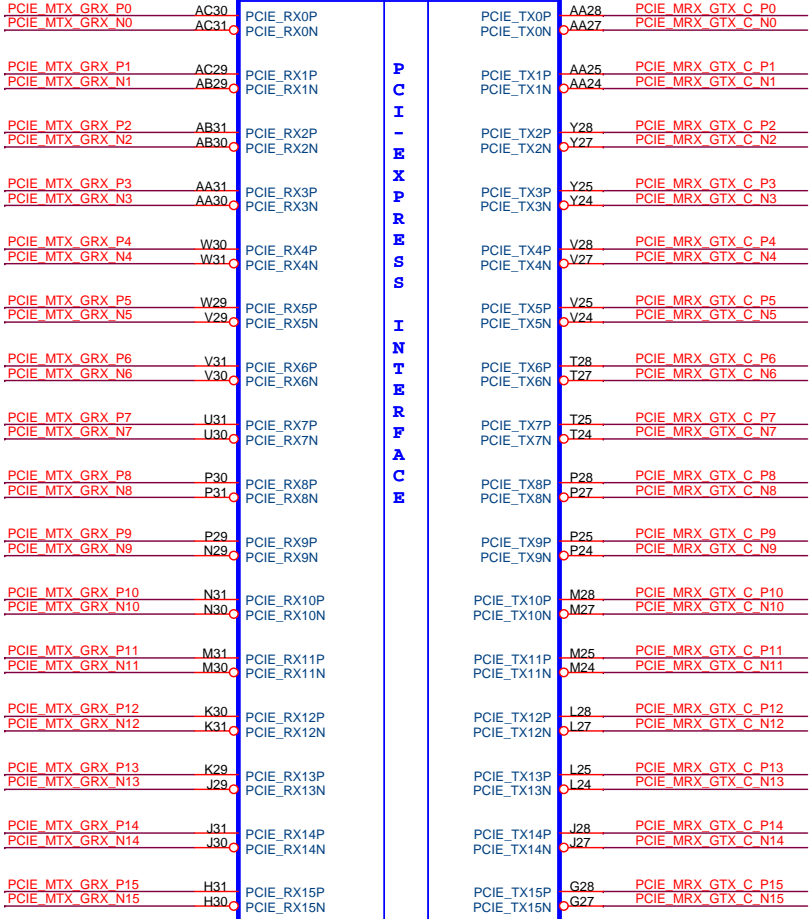 PCIE_MTX_GRX_P0 AC30 PCIE_RX0P PCIE_TX0P AA28 PCIE_MRX_GTX_C_P0
PCIE_MTX_GRX_N0 AC31 PCIE_RX0N PCIE_TX0N AA27 PCIE_MRX_GTX_C_N0
PCIE_MTX_GRX_P1 AC29 PCIE_RX1P PCIE_TX1P AA25 PCIE_MRX_GTX_C_P1
PCIE_MTX_GRX_N1 AB29 PCIE_RX1N PCIE_TX1N AA24 PCIE_MRX_GTX_C_N1
PCIE_MTX_GRX_P2 AB31 PCIE_RX2P PCIE_TX2P Y28 PCIE_MRX_GTX_C_P2
PCIE_MTX_GRX_N2 AB30 PCIE_RX2N PCIE_TX2N Y27 PCIE_MRX_GTX_C_N2
PCIE_MTX_GRX_P3 AA31 PCIE_RX3P PCIE_TX3P Y25 PCIE_MRX_GTX_C_P3
PCIE_MTX_GRX_N3 AA30 PCIE_RX3N PCIE_TX3N Y24 PCIE_MRX_GTX_C_N3
PCIE_MTX_GRX_P4 W30 PCIE_RX4P PCIE_TX4P V28 PCIE_MRX_GTX_C_P4
PCIE_MTX_GRX_N4 W31 PCIE_RX4N PCIE_TX4N V27 PCIE_MRX_GTX_C_N4
PCIE_MTX_GRX_P5 W29 PCIE_RX5P PCIE_TX5P V25 PCIE_MRX_GTX_C_P5
PCIE_MTX_GRX_N5 V29 PCIE_RX5N PCIE_TX5N V24 PCIE_MRX_GTX_C_N5
PCIE_MTX_GRX_P6 V31 PCIE_RX6P PCIE_TX6P T28 PCIE_MRX_GTX_C_P6
PCIE_MTX_GRX_N6 V30 PCIE_RX6N PCIE_TX6N T27 PCIE_MRX_GTX_C_N6
PCIE_MTX_GRX_P7 U31 PCIE_RX7P PCIE_TX7P T25 PCIE_MRX_GTX_C_P7
PCIE_MTX_GRX_N7 U30 PCIE_RX7N PCIE_TX7N T24 PCIE_MRX_GTX_C_N7
PCIE_MTX_GRX_P8 P30 PCIE_RX8P PCIE_TX8P P28 PCIE_MRX_GTX_C_P8
PCIE_MTX_GRX_N8 P31 PCIE_RX8N PCIE_TX8N P27 PCIE_MRX_GTX_C_N8
PCIE_MTX_GRX_P9 P29 PCIE_RX9P PCIE_TX9P P25 PCIE_MRX_GTX_C_P9
PCIE_MTX_GRX_N9 N29 PCIE_RX9N PCIE_TX9N P24 PCIE_MRX_GTX_C_N9
PCIE_MTX_GRX_P10 N31 PCIE_RX10P PCIE_TX10P M28 PCIE_MRX_GTX_C_P10
PCIE_MTX_GRX_N10 N30 PCIE_RX10N PCIE_TX10N M27 PCIE_MRX_GTX_C_N10
PCIE_MTX_GRX_P11 M31 PCIE_RX11P PCIE_TX11P M25 PCIE_MRX_GTX_C_P11
PCIE_MTX_GRX_N11 M30 PCIE_RX11N PCIE_TX11N M24 PCIE_MRX_GTX_C_N11
PCIE_MTX_GRX_P12 K30 PCIE_RX12P PCIE_TX12P L28 PCIE_MRX_GTX_C_P12
PCIE_MTX_GRX_N12 K31 PCIE_RX12N PCIE_TX12N L27 PCIE_MRX_GTX_C_N12
PCIE_MTX_GRX_P13 K29 PCIE_RX13P PCIE_TX13P L25 PCIE_MRX_GTX_C_P13
PCIE_MTX_GRX_N13 J29 PCIE_RX13N PCIE_TX13N L24 PCIE_MRX_GTX_C_N13
PCIE_MTX_GRX_P14 J31 PCIE_RX14P PCIE_TX14P J28 PCIE_MRX_GTX_C_P14
PCIE_MTX_GRX_N14 J30 PCIE_RX14N PCIE_TX14N J27 PCIE_MRX_GTX_C_N14
PCIE_MTX_GRX_P15 H31 PCIE_RX15P PCIE_TX15P G28 PCIE_MRX_GTX_C_P15
PCIE_MTX_GRX_N15 H30 PCIE_RX15N PCIE_TX15N G27 PCIE_MRX_GTX_C_N15
PCI-EXPRESS INTERFACE